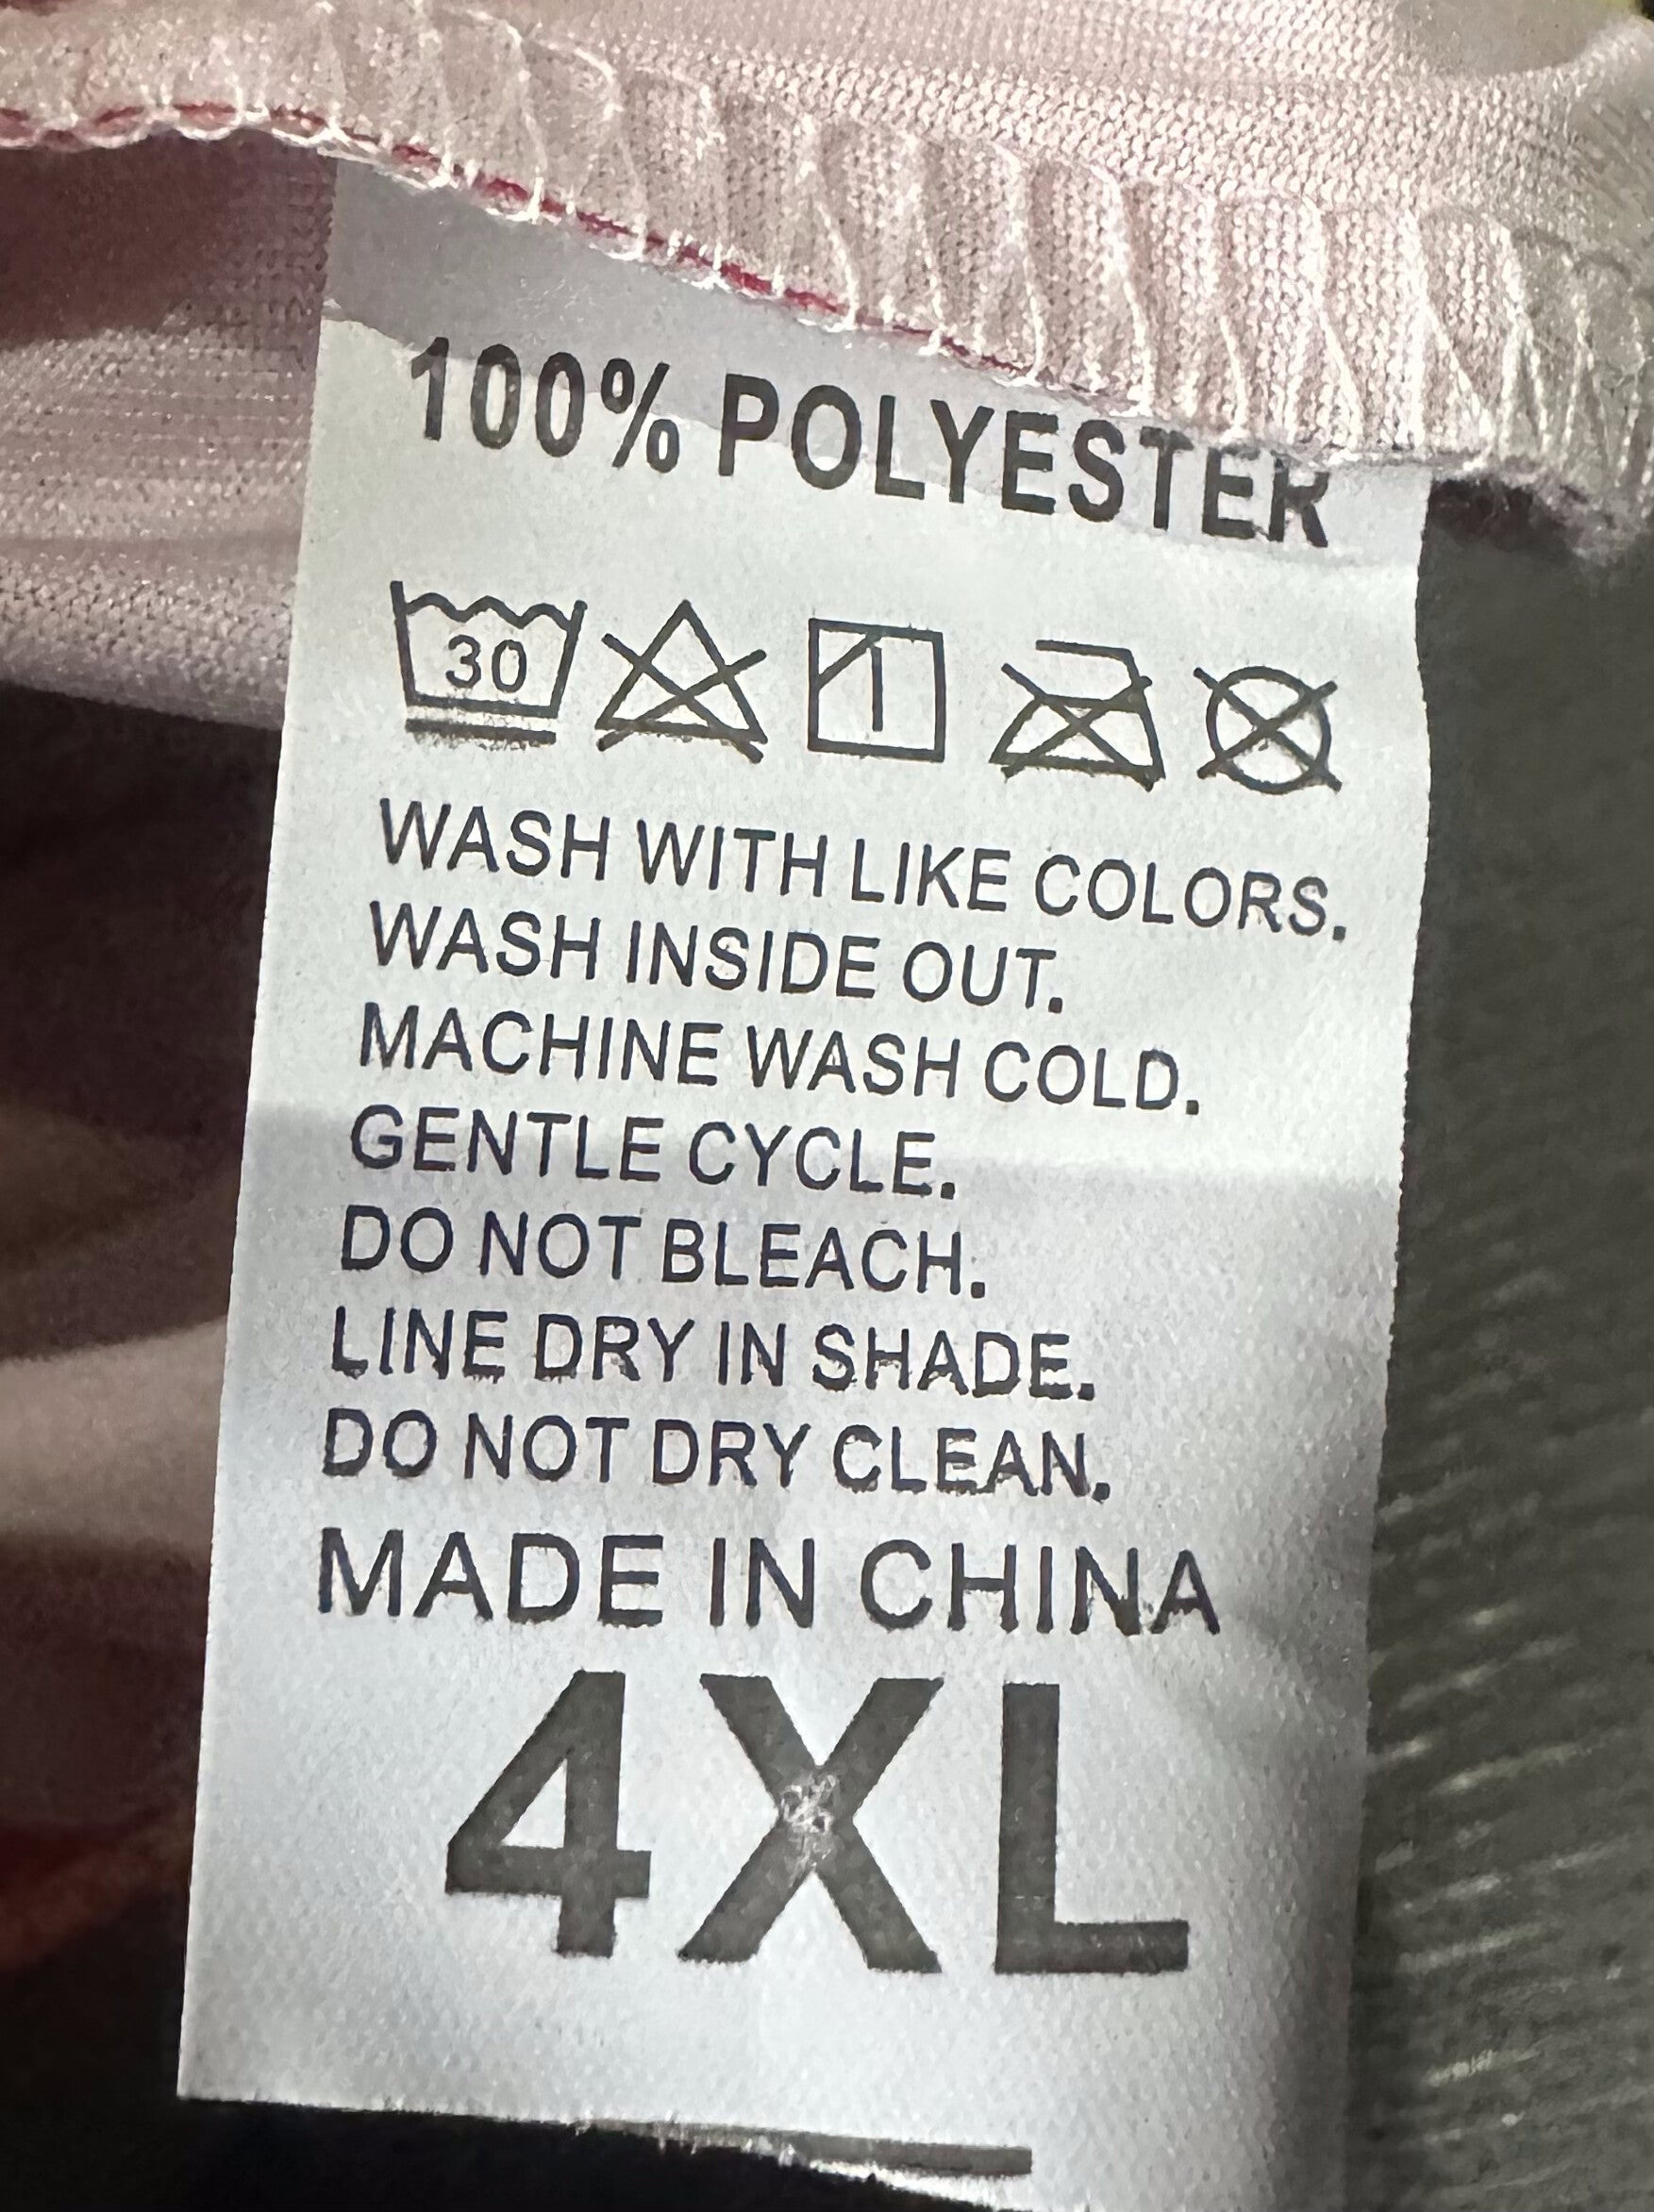 100% POLYESTER
30
WASH WITH LIKE COLORS.
WASH INSIDE OUT.
MACHINE WASH COLD.
GENTLE CYCLE.
DO NOT BLEACH.
LINE DRY IN SHADE.
DO NOT DRY CLEAN.
MADE IN CHINA
4XL